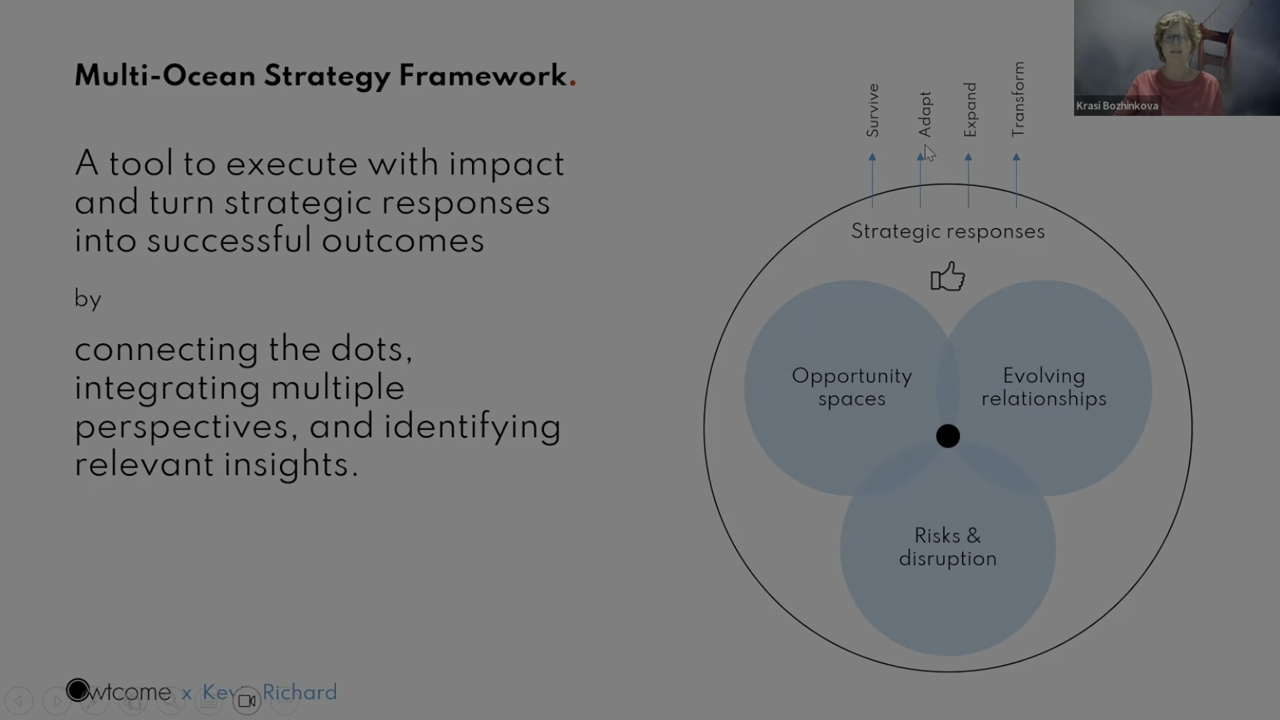 Multi-Ocean Strategy Framework.
A tool to execute with impact
and turn strategic responses
into successful outcomes
by
connecting the dots,
integrating multiple
perspectives, and identifying
relevant insights.
Survive
Adapt
Expand
Transform
Strategic responses
Opportunity
spaces
Evolving
relationships
Risks &
disruption
Krasi Bozhinkova
wtcome x Kev Richard